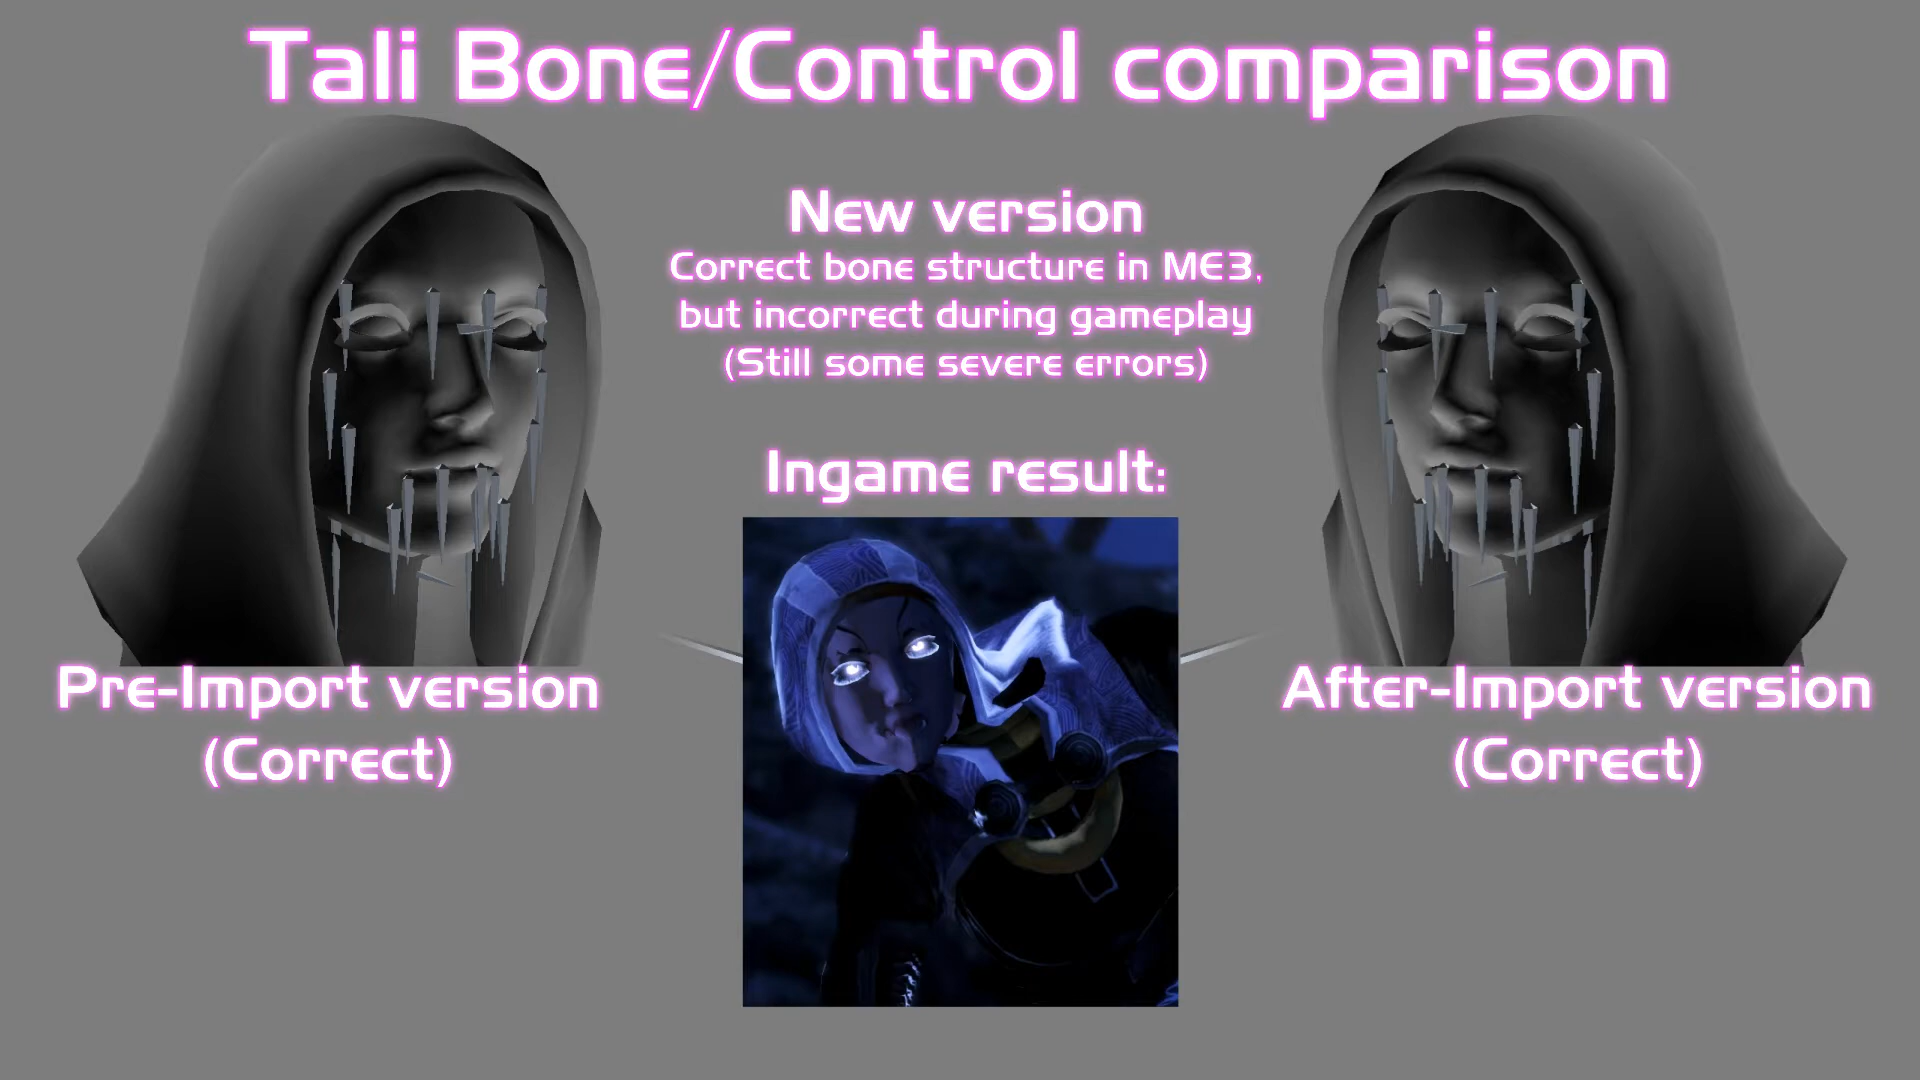 Tali Bone/Control comparison
New version
Correct bone structure in ME3,
but incorrect during gameplay
(Still some severe errors)
Ingame result:
Pre-Import version
(Correct)
After-Import version
(Correct)